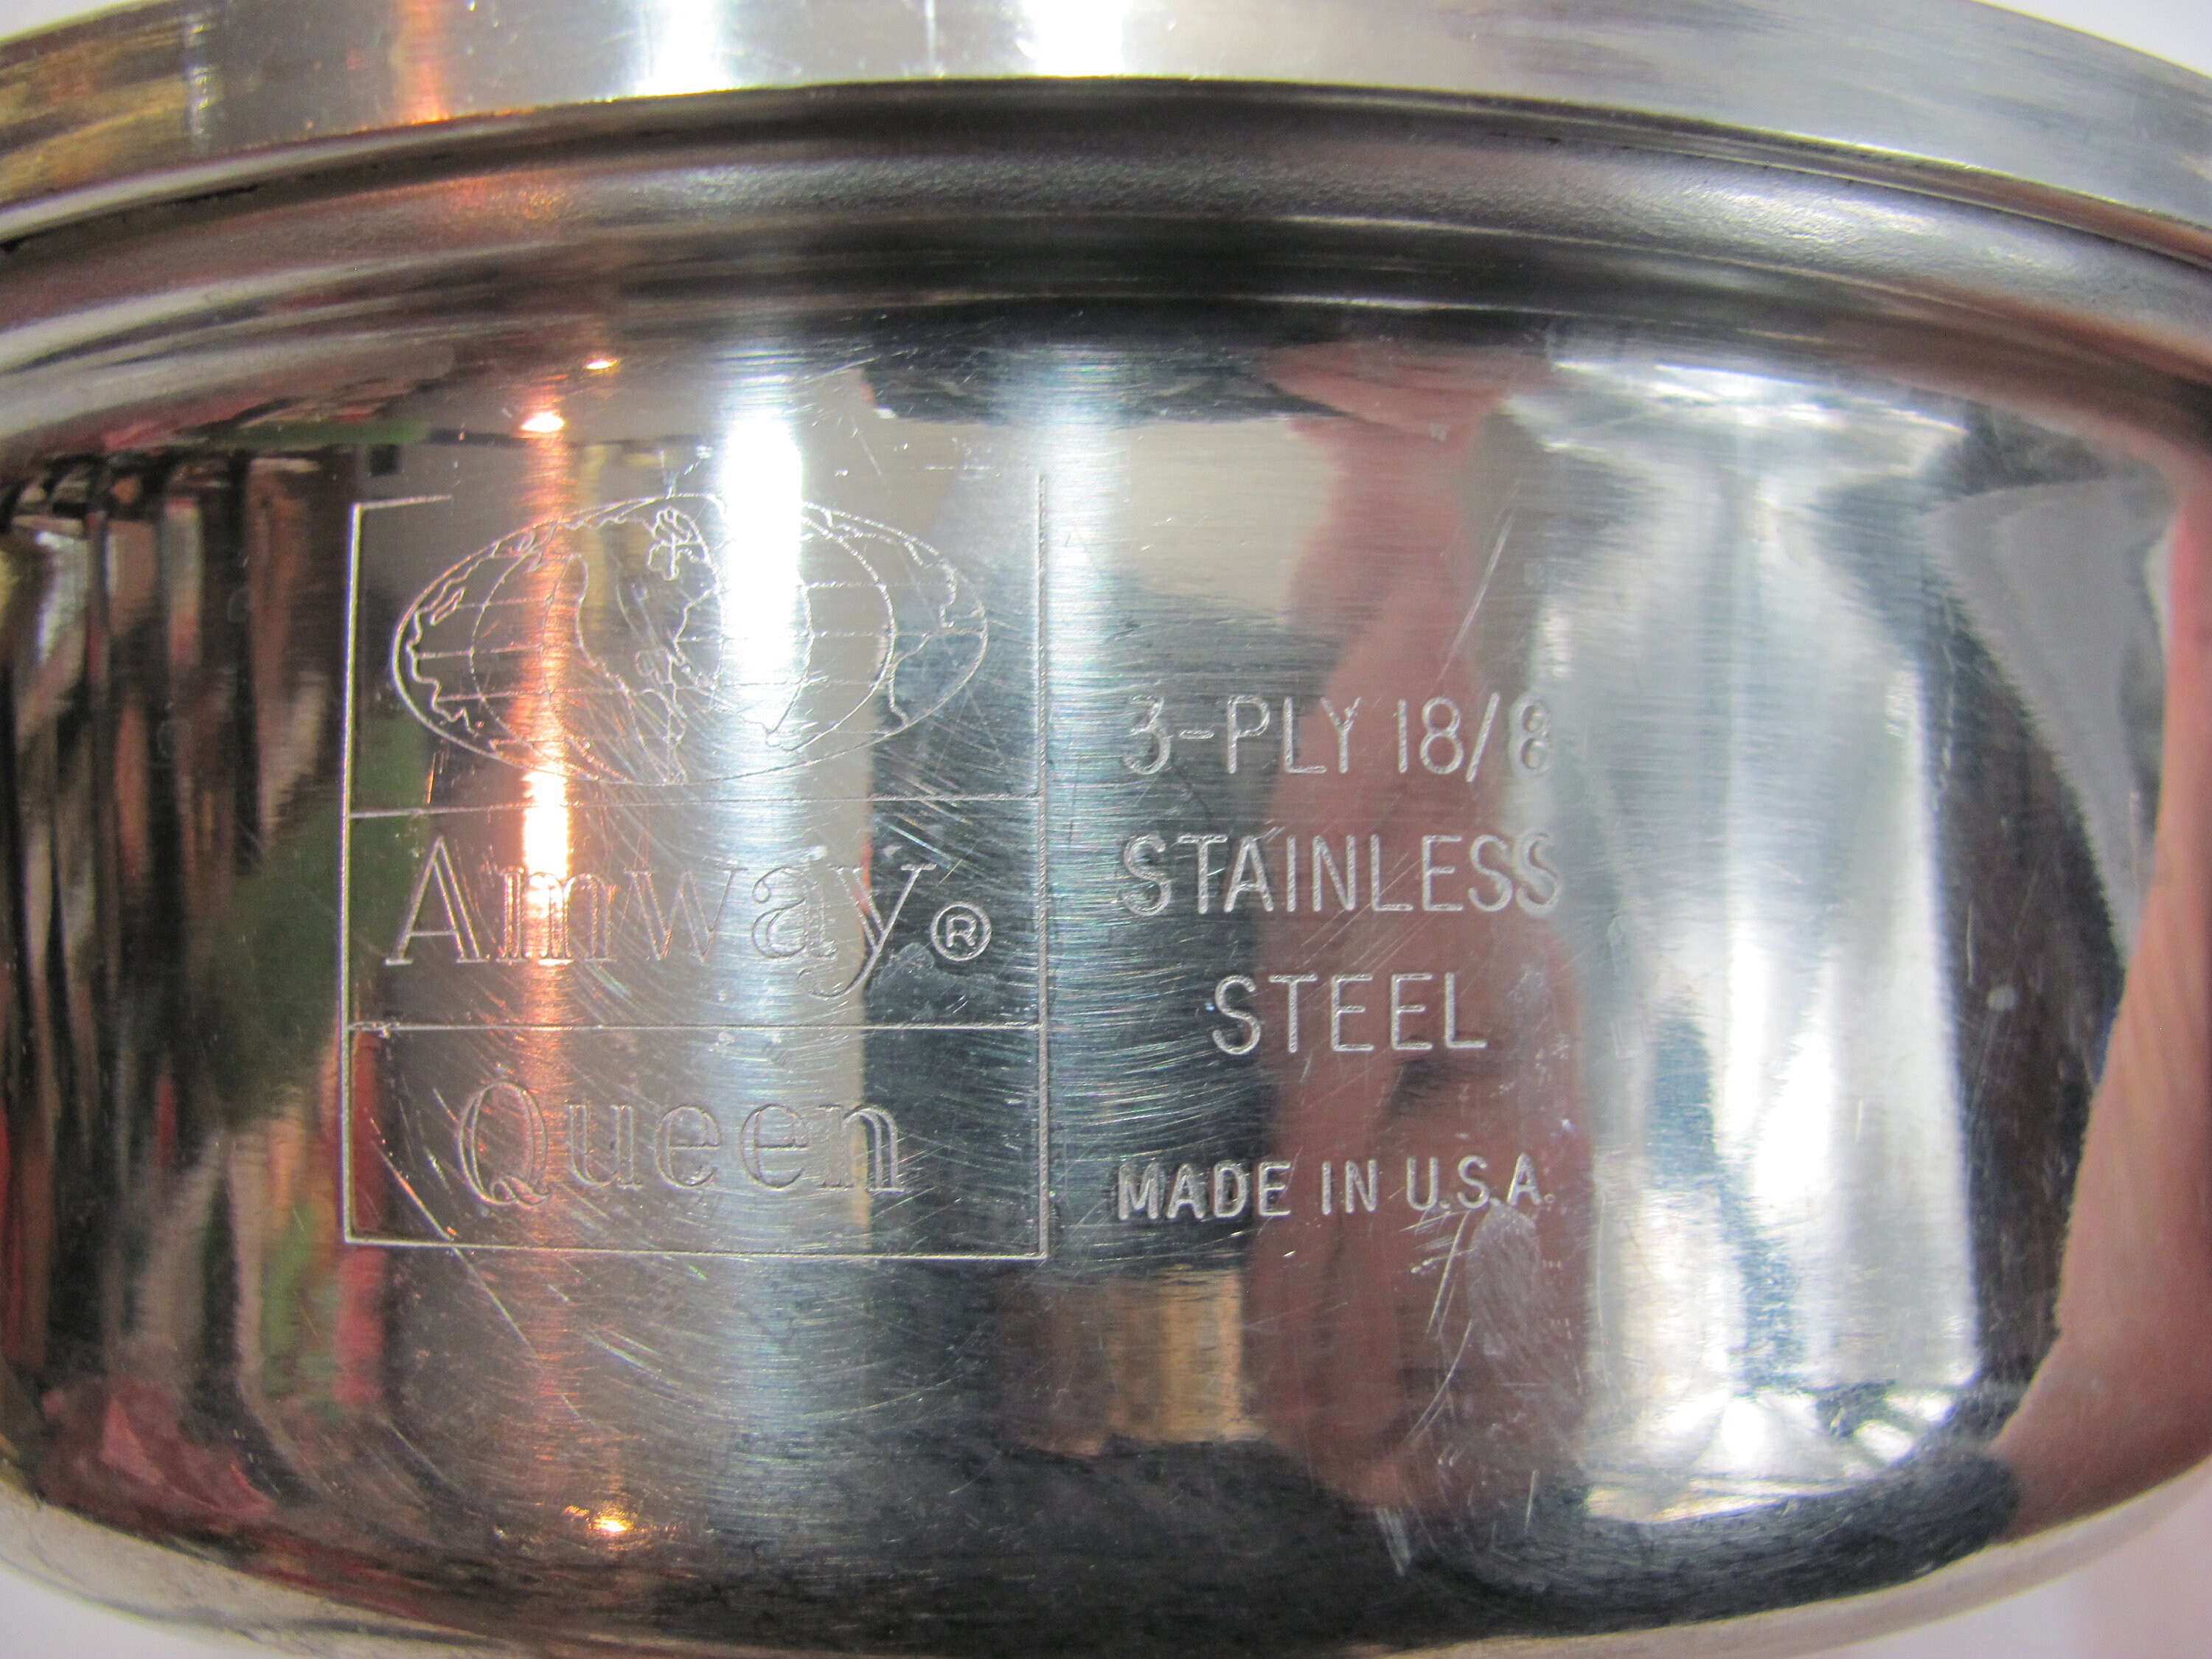 Amway®
Queen
3-PLY 18/8
STAINLESS
STEEL
MADE IN U.S.A.